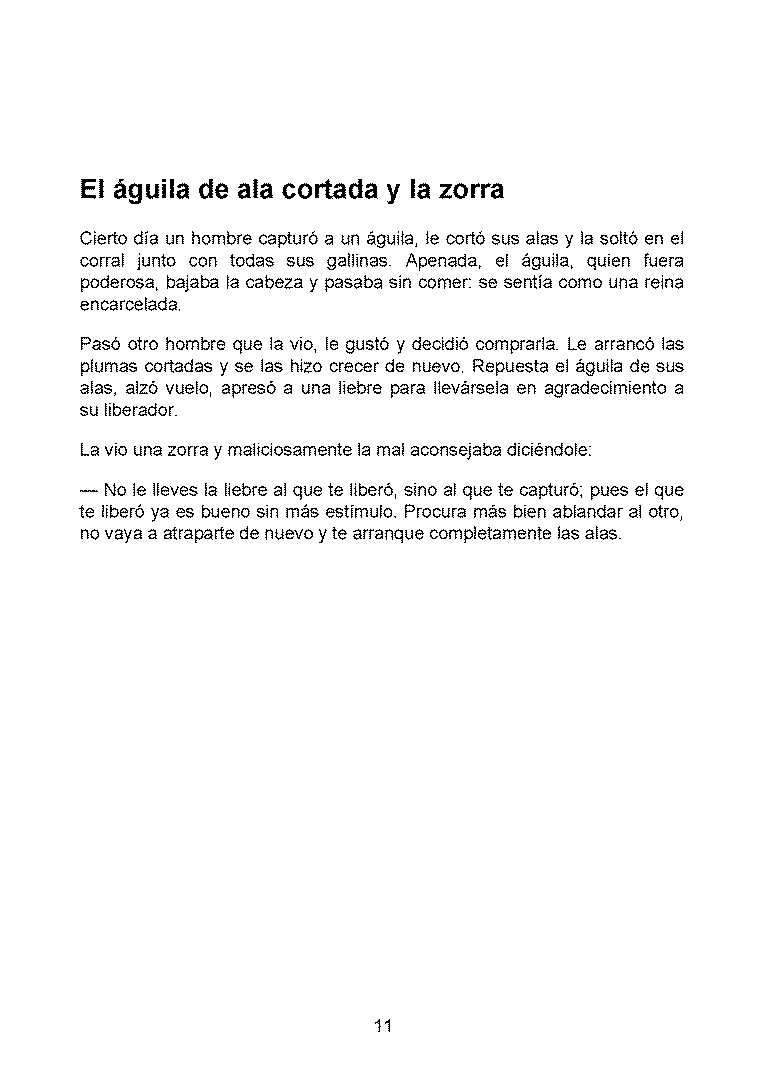 El águila de ala cortada y la zorra
Cierto día un hombre capturó a un águila, le cortó sus alas y la soltó en el
corral junto con todas sus gallinas. Apenada, el águila, quien fuera
poderosa, bajaba la cabeza y pasaba sin comer: se sentía como una reina
encarcelada.
Pasó otro hombre que la vio, le gustó y decidió comprarla. Le arrancó las
plumas cortadas y se las hizo crecer de nuevo. Repuesta el águila de sus
alas, alzó vuelo, apresó a una liebre para llevársela en agradecimiento a
su liberador.
La vio una zorra y maliciosamente la mal aconsejaba diciéndole:
— No le lleves la liebre al que te liberó, sino al que te capturó; pues el que
te liberó ya es bueno sin más estímulo. Procura más bien ablandar al otro,
no vaya a atraparte de nuevo y te arranque completamente las alas.
11